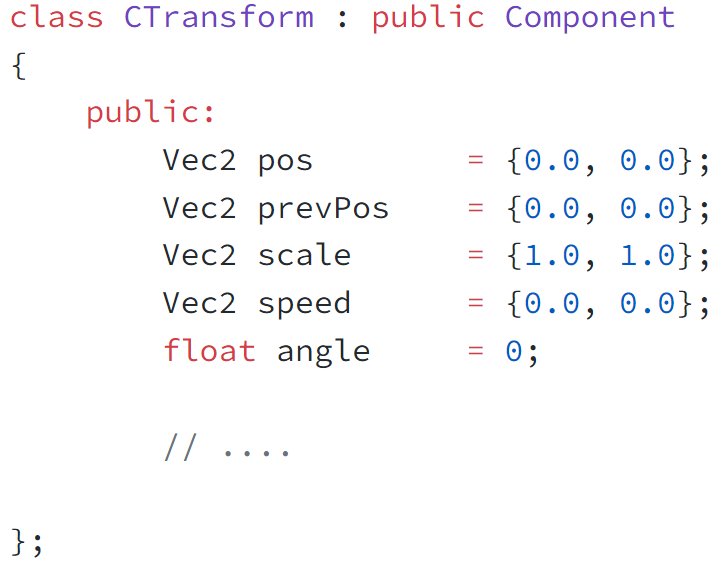 class CTransform : public Component
{
    public:
        Vec2 pos        = {0.0, 0.0};
        Vec2 prevPos    = {0.0, 0.0};
        Vec2 scale      = {1.0, 1.0};
        Vec2 speed      = {0.0, 0.0};
        float angle     = 0;
        // ....
};